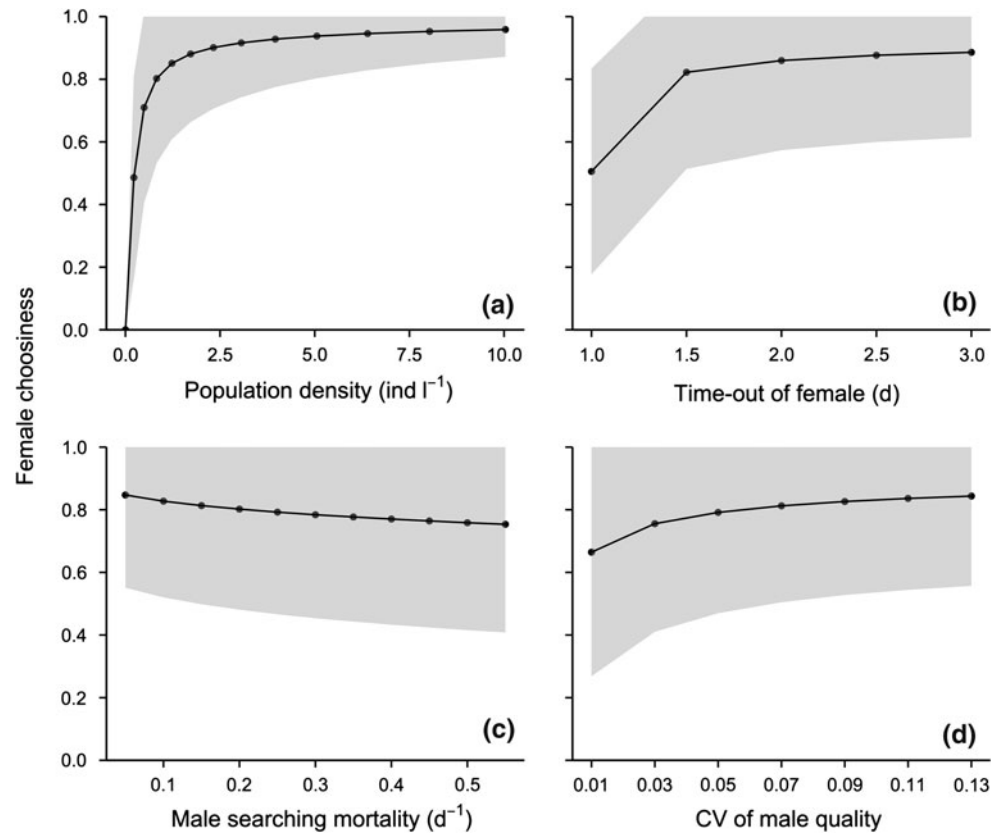 Female choosiness
1.0
0.8
0.6
0.4
0.2
0.0
(a)
0.0 2.5 5.0 7.5 10.0
Population density (ind l⁻¹)
(b)
1.0 1.5 2.0 2.5 3.0
Time-out of female (d)
1.0
0.8
0.6
0.4
0.2
0.0
(c)
0.1 0.2 0.3 0.4 0.5
Male searching mortality (d⁻¹)
(d)
0.01 0.03 0.05 0.07 0.09 0.11 0.13
CV of male quality